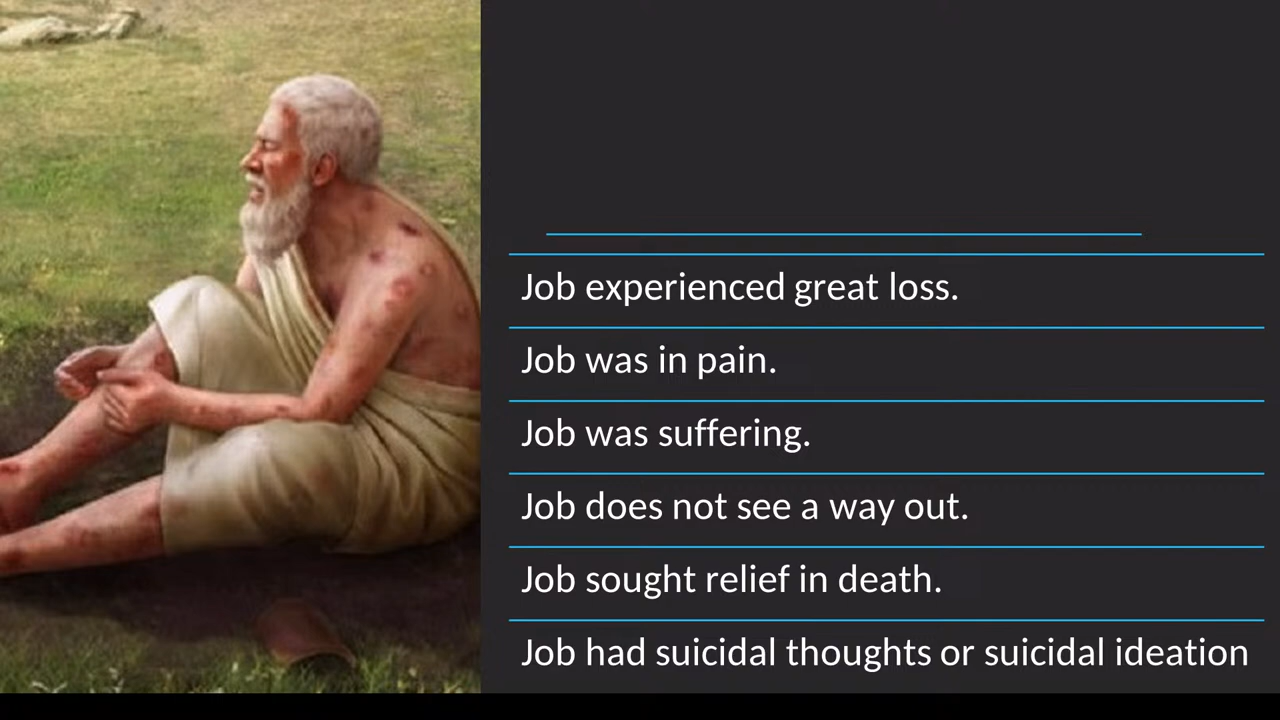 Job experienced great loss.
Job was in pain.
Job was suffering.
Job does not see a way out.
Job sought relief in death.
Job had suicidal thoughts or suicidal ideation